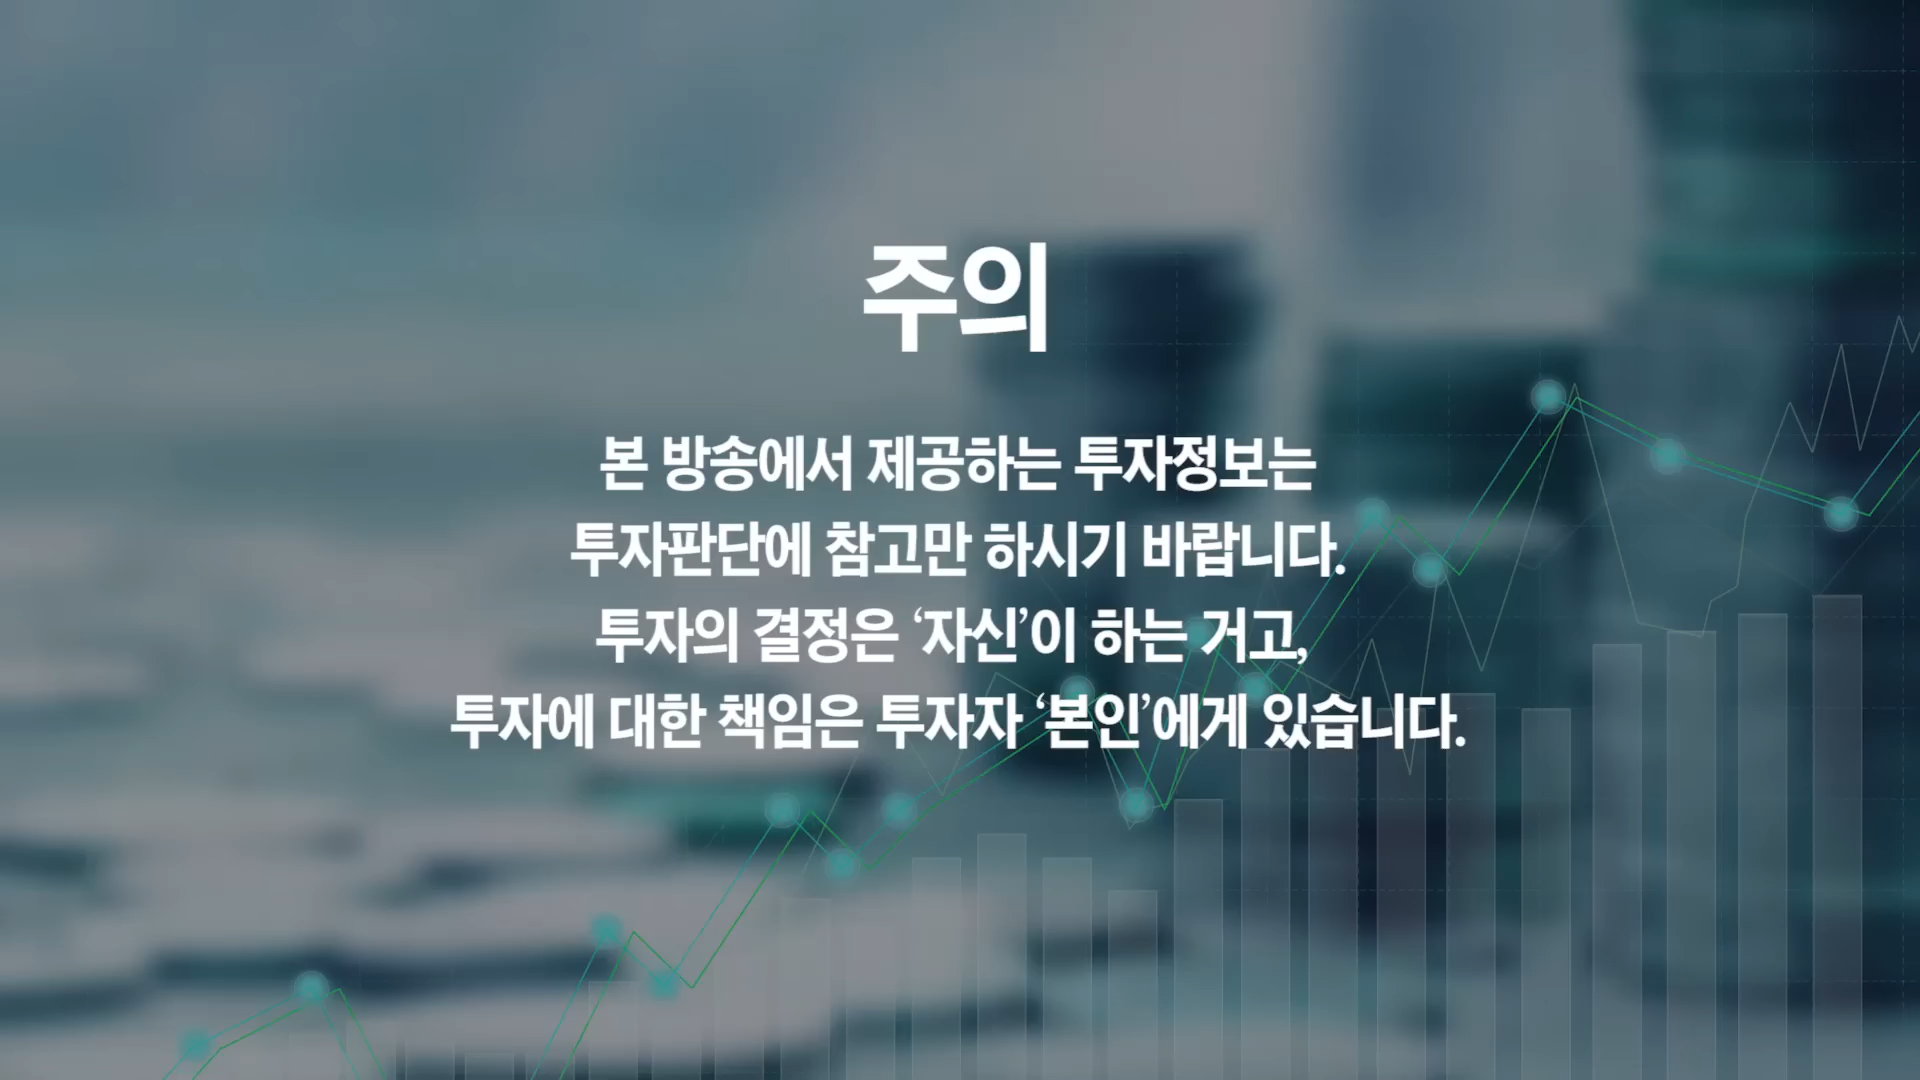 주의
본 방송에서 제공하는 투자정보는
투자판단에 참고만 하시기 바랍니다.
투자의 결정은 ‘자신’이 하는 거고,
투자에 대한 책임은 투자자 ‘본인’에게 있습니다.